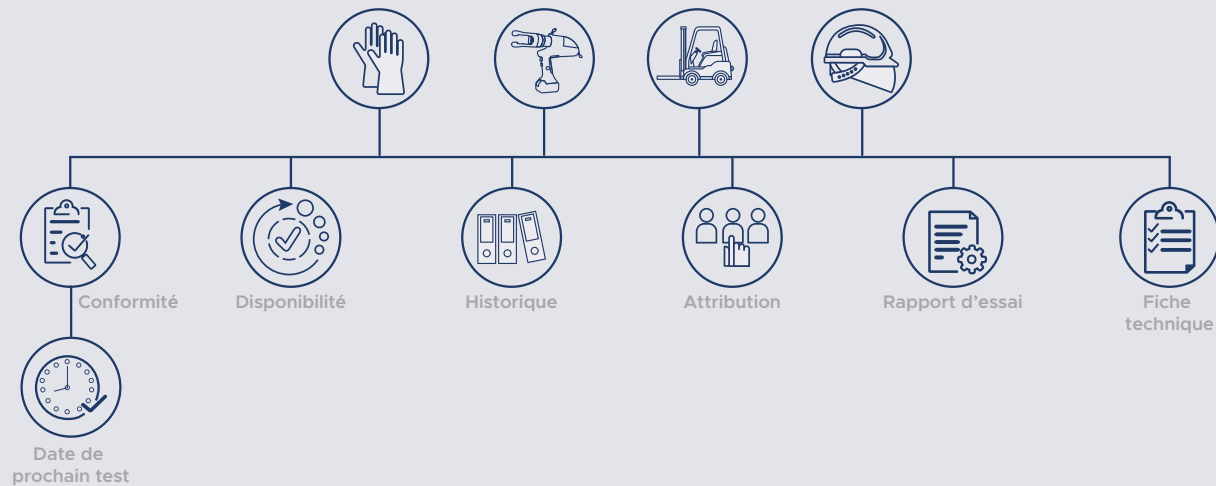 Conformité
Disponibilité
Historique
Attribution
Rapport d'essai
Fiche
technique
Date de
prochain test